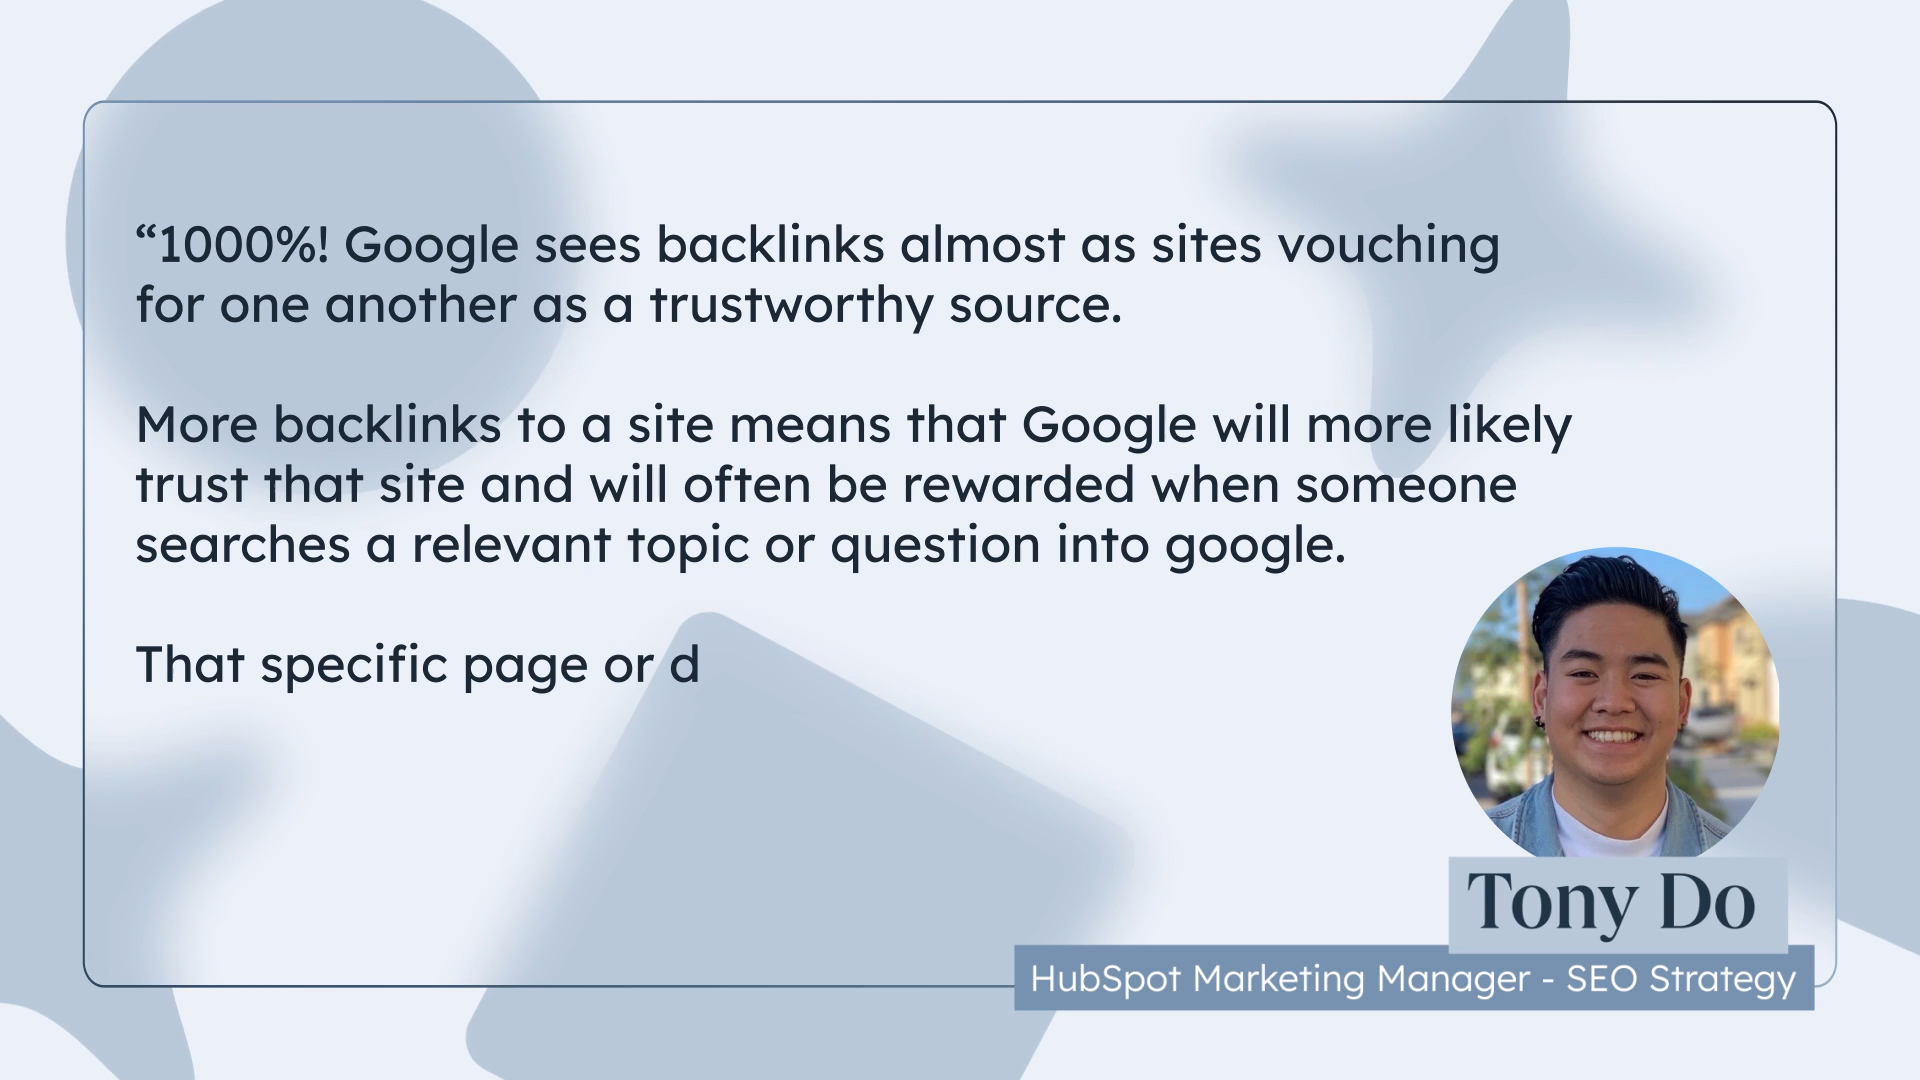 “1000%! Google sees backlinks almost as sites vouching
for one another as a trustworthy source.
More backlinks to a site means that Google will more likely
trust that site and will often be rewarded when someone
searches a relevant topic or question into google.
That specific page or d
Tony Do
HubSpot Marketing Manager - SEO Strategy